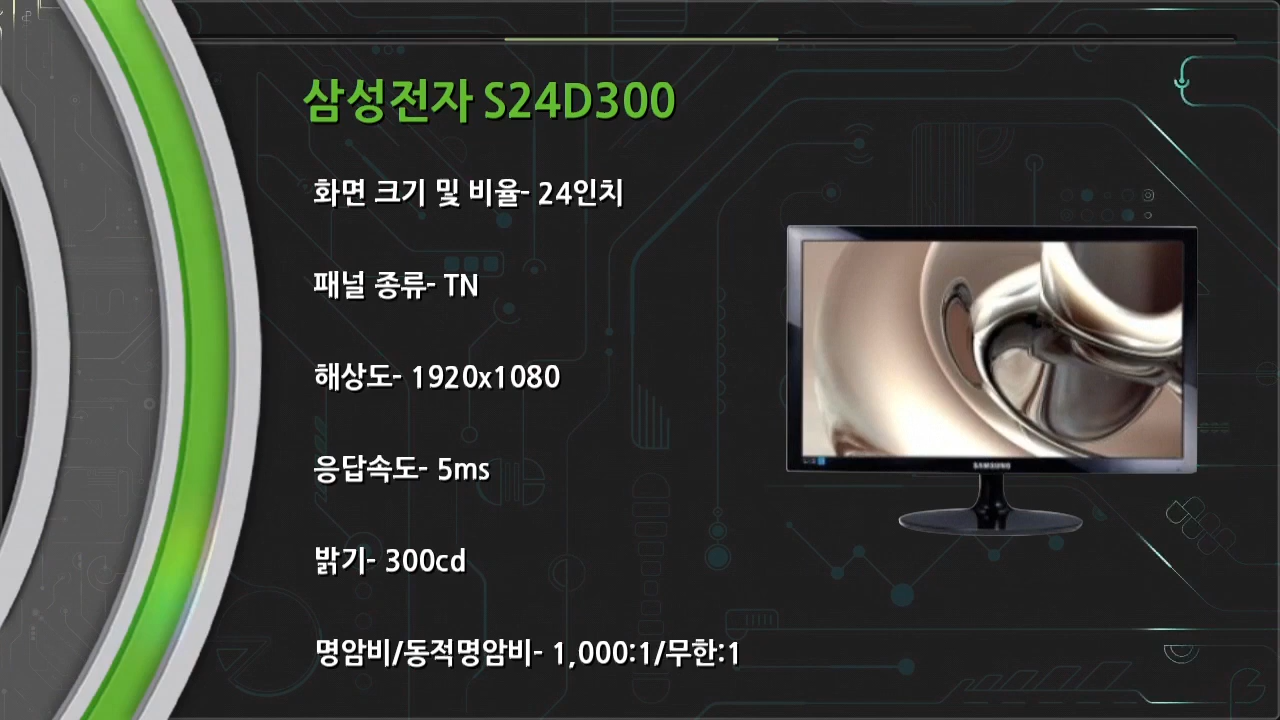 삼성전자 S24D300
화면 크기 및 비율- 24인치
패널 종류- TN
해상도- 1920x1080
응답속도- 5ms
밝기- 300cd
명암비/동적명암비- 1,000:1/무한:1
SAMSUNG